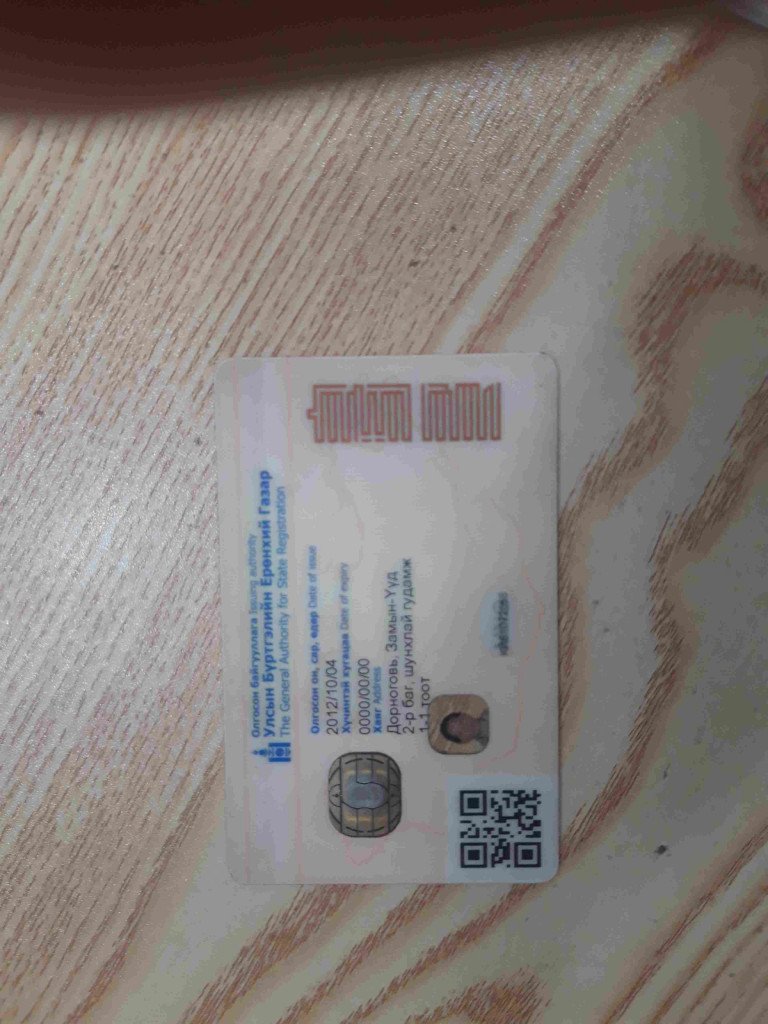 Олгосон байгууллага Issuing authority
Улсын Бүртгэлийн Ерөнхий Газар
The General Authority for State Registration
Олгосон он, сар, өдөр Date of issue
2012/10/04
Хүчинтэй хугацаа Date of expiry
0000/00/00
Хаяг Address
Дорноговь, Замын-Үүд
2-р баг, шунхлай гудамж
1-1 тоот